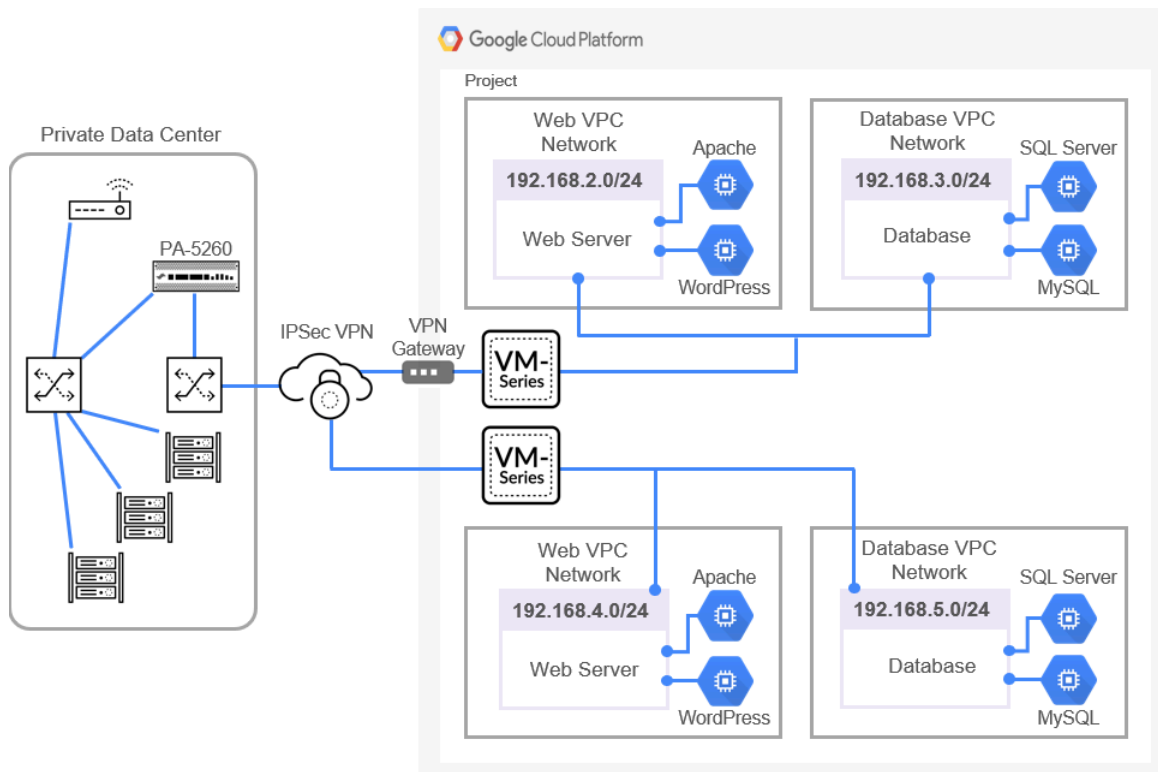 Google Cloud Platform
Project
Private Data Center
PA-5260
IPSec VPN
VPN
Gateway
VM-
Series
VM-
Series
Web VPC
Network
192.168.2.0/24
Web Server
Apache
WordPress
Database VPC
Network
192.168.3.0/24
Database
SQL Server
MySQL
Web VPC
Network
192.168.4.0/24
Web Server
Apache
WordPress
Database VPC
Network
192.168.5.0/24
Database
SQL Server
MySQL